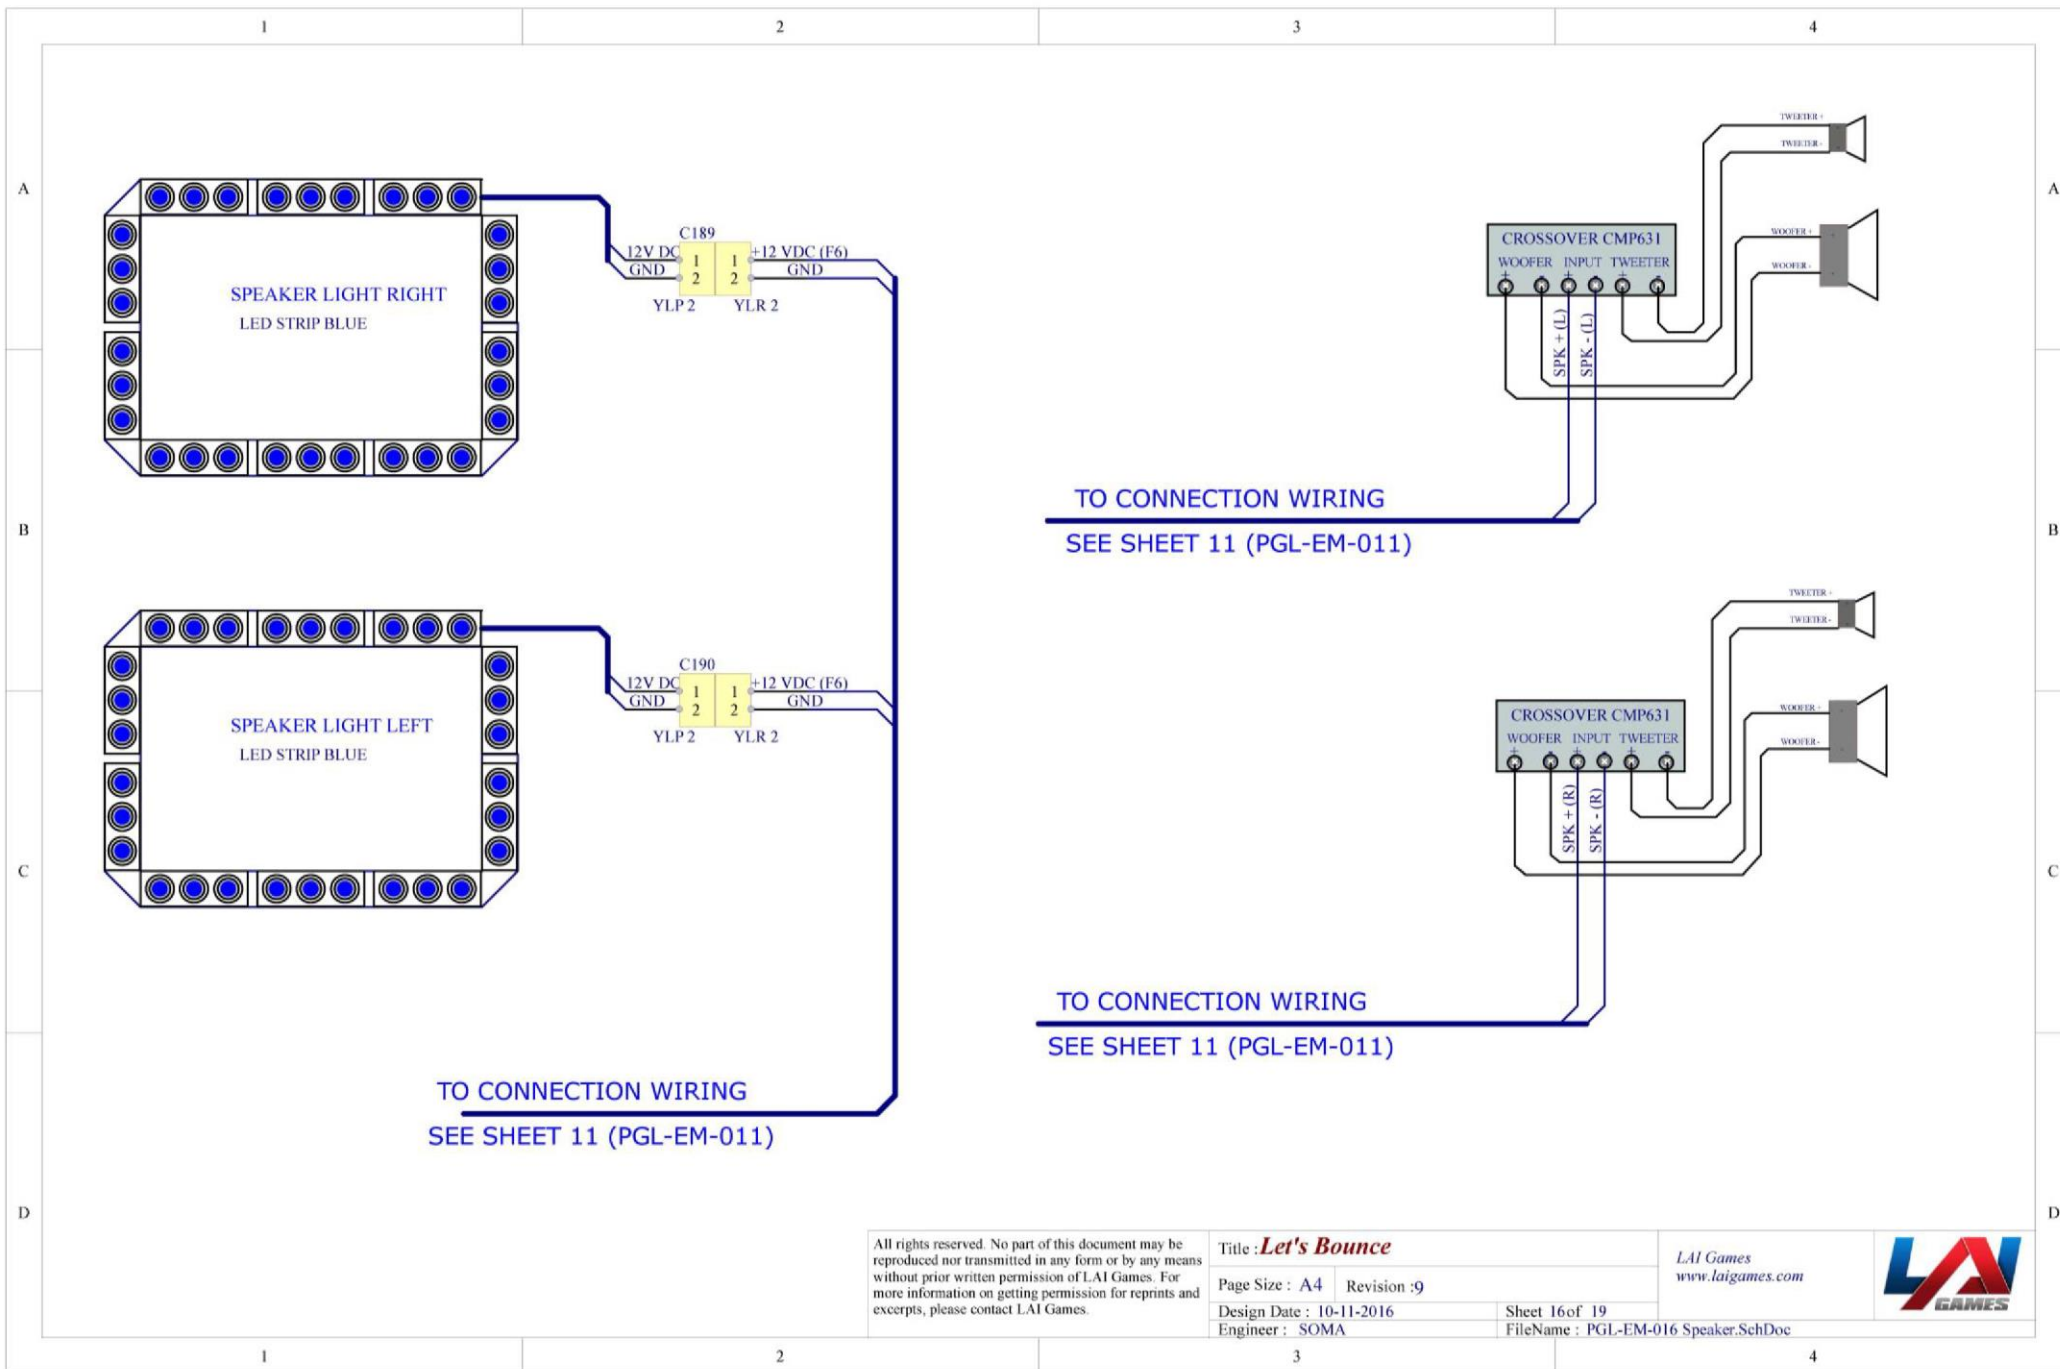 1 2 3 4
A A
SPEAKER LIGHT RIGHT
LED STRIP BLUE
C189
12V DC 1 1 +12 VDC (F6)
GND 2 2 GND
YLP 2 YLR 2
TWEETER +
TWEETER -
CROSSOVER CMP631
WOOFER INPUT TWEETER
+ - + - + -
WOOFER +
WOOFER -
SPK + (L)
SPK - (L)
TO CONNECTION WIRING
SEE SHEET 11 (PGL-EM-011)
B B
SPEAKER LIGHT LEFT
LED STRIP BLUE
C190
12V DC 1 1 +12 VDC (F6)
GND 2 2 GND
YLP 2 YLR 2
TWEETER +
TWEETER -
CROSSOVER CMP631
WOOFER INPUT TWEETER
+ - + - + -
WOOFER +
WOOFER -
SPK + (R)
SPK - (R)
C C
TO CONNECTION WIRING
SEE SHEET 11 (PGL-EM-011)
TO CONNECTION WIRING
SEE SHEET 11 (PGL-EM-011)
D D
All rights reserved. No part of this document may be
reproduced nor transmitted in any form or by any means
without prior written permission of LAI Games. For
more information on getting permission for reprints and
excerpts, please contact LAI Games.
Title : Let's Bounce
Page Size : A4 Revision :9
Design Date : 10-11-2016
Engineer : SOMA
Sheet 16of 19
FileName : PGL-EM-016 Speaker.SchDoc
LAI Games
www.laigames.com
LAI
GAMES
1 2 3 4